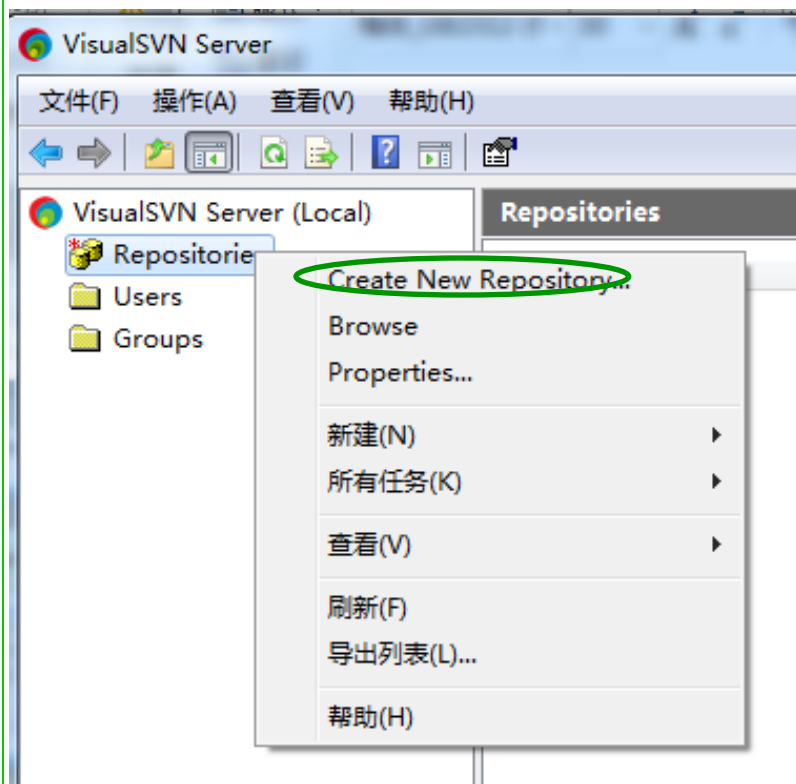 VisualSVN Server
文件(F) 操作(A) 查看(V) 帮助(H)
VisualSVN Server (Local)
Repositories
Repositorie
Users
Groups
Create New Repository...
Browse
Properties...
新建(N)
所有任务(K)
查看(V)
刷新(F)
导出列表(L)...
帮助(H)